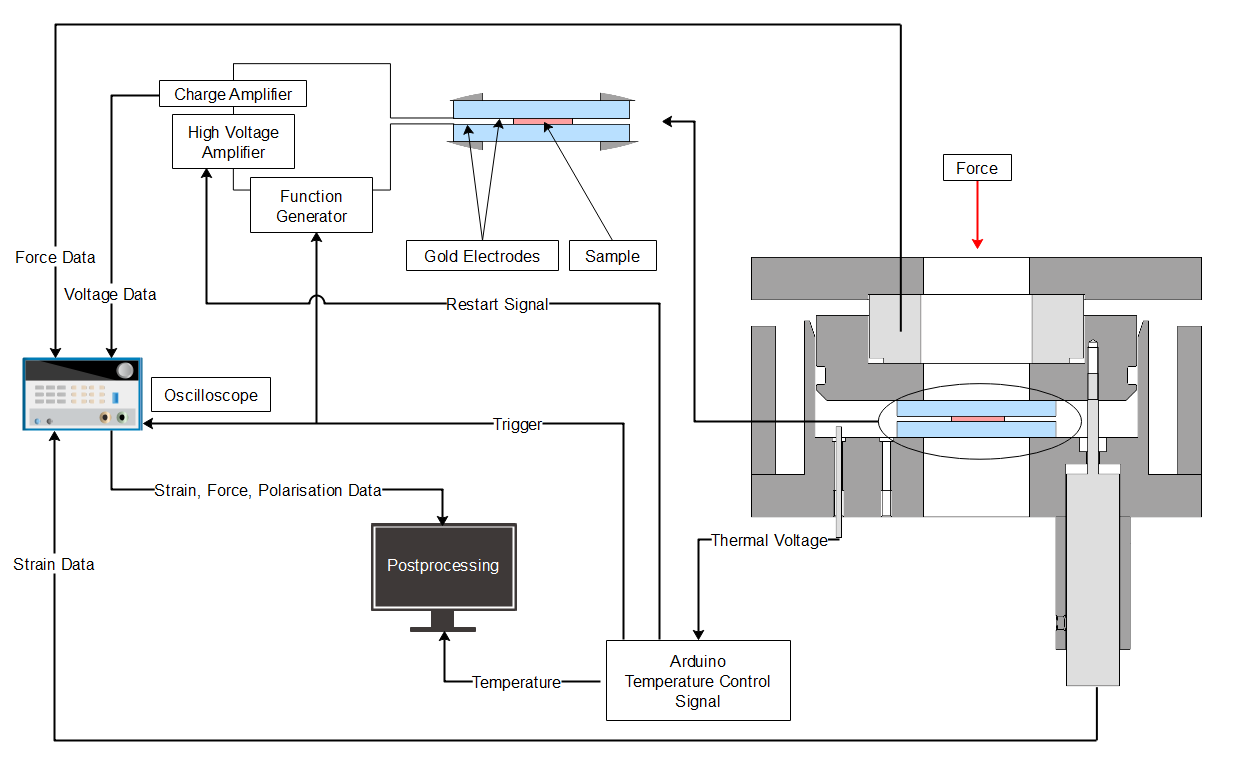 Charge Amplifier
High Voltage
Amplifier
Function
Generator
Force
Gold Electrodes
Sample
Force Data
Voltage Data
Restart Signal
Oscilloscope
Trigger
Strain, Force, Polarisation Data
Thermal Voltage
Strain Data
Postprocessing
Arduino
Temperature Control
Signal
Temperature